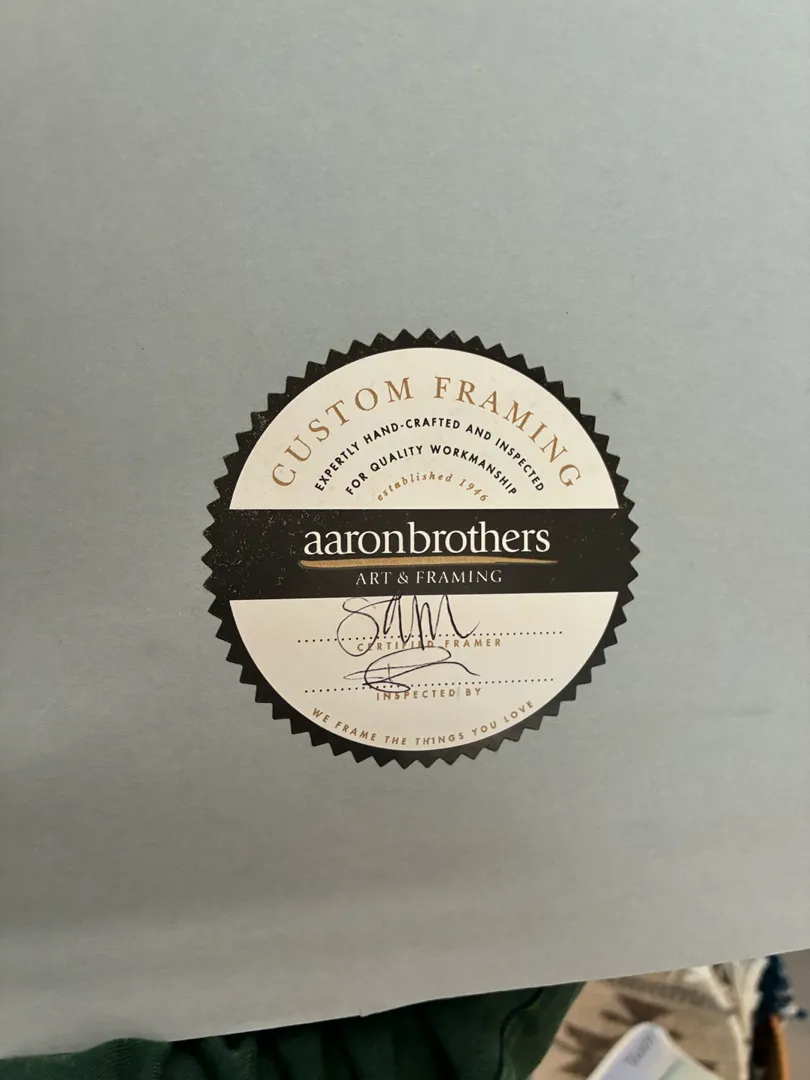 CUSTOM FRAMING
EXPERTLY HAND-CRAFTED AND INSPECTED
FOR QUALITY WORKMANSHIP
established 1946
aaronbrothers
ART & FRAMING
Sam
CERTIFIED FRAMER
INSPECTED BY
WE FRAME THE THINGS YOU LOVE